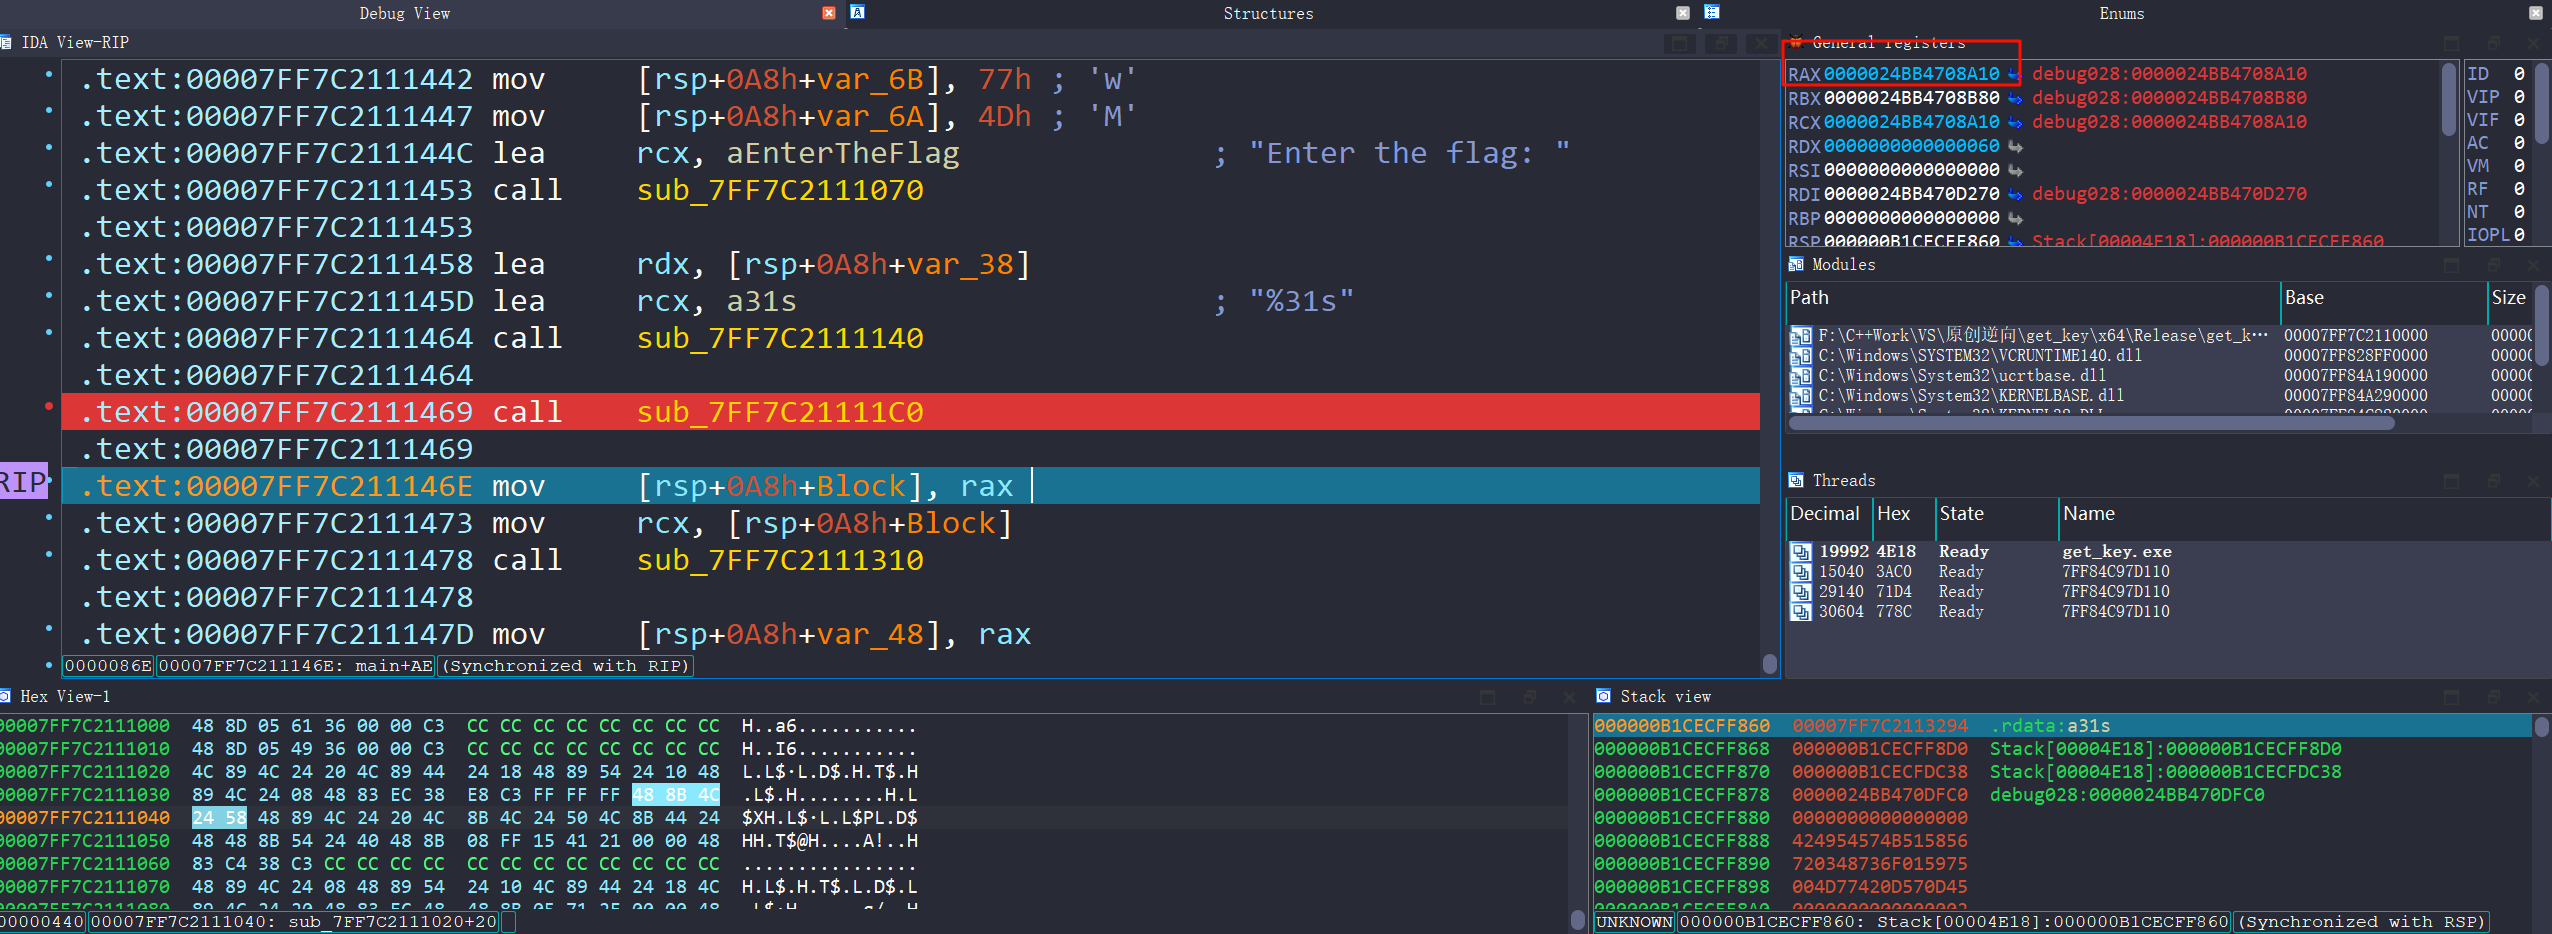 Debug View
Structures
Enums
IDA View-RIP
.text:00007FF7C2111442 mov [rsp+0A8h+var_6B], 77h ; 'w'
.text:00007FF7C2111447 mov [rsp+0A8h+var_6A], 4Dh ; 'M'
.text:00007FF7C211144C lea rcx, aEnterTheFlag ; "Enter the flag: "
.text:00007FF7C2111453 call sub_7FF7C2111070
.text:00007FF7C2111453
.text:00007FF7C2111458 lea rdx, [rsp+0A8h+var_38]
.text:00007FF7C211145D lea rcx, a31s ; "%31s"
.text:00007FF7C2111464 call sub_7FF7C2111140
.text:00007FF7C2111464
.text:00007FF7C2111469 call sub_7FF7C21111C0
.text:00007FF7C2111469
RIP .text:00007FF7C211146E mov [rsp+0A8h+Block], rax
.text:00007FF7C2111473 mov rcx, [rsp+0A8h+Block]
.text:00007FF7C2111478 call sub_7FF7C2111310
.text:00007FF7C2111478
.text:00007FF7C211147D mov [rsp+0A8h+var_48], rax
0000086E 00007FF7C211146E: main+AE (Synchronized with RIP)
General registers
RAX 0000024BB4708A10 debug028:0000024BB4708A10
RBX 0000024BB4708B80 debug028:0000024BB4708B80
RCX 0000024BB4708A10 debug028:0000024BB4708A10
RDX 0000000000000060
RSI 0000000000000000
RDI 0000024BB470D270 debug028:0000024BB470D270
RBP 0000000000000000
RSP 000000B1CECFF860 Stack[00004E18]:000000B1CECFF860
ID 0
VIP 0
VIF 0
AC 0
VM 0
RF 0
NT 0
IOPL 0
Modules
Path Base Size
F:\C++Work\VS\原创逆向\get_key\x64\Release\get_k… 00007FF7C2110000 0000
C:\Windows\SYSTEM32\VCRUNTIME140.dll 00007FF828FF0000 0000
C:\Windows\System32\ucrtbase.dll 00007FF84A190000 0000
C:\Windows\System32\KERNELBASE.dll 00007FF84A290000 0000
Threads
Decimal Hex State Name
19992 4E18 Ready get_key.exe
15040 3AC0 Ready 7FF84C97D110
29140 71D4 Ready 7FF84C97D110
30604 778C Ready 7FF84C97D110
Hex View-1
00007FF7C2111000 48 8D 05 61 36 00 00 C3 CC CC CC CC CC CC CC CC H..a6...........
00007FF7C2111010 48 8D 05 49 36 00 00 C3 CC CC CC CC CC CC CC CC H..I6...........
00007FF7C2111020 4C 89 4C 24 20 4C 89 44 24 18 48 89 54 24 10 48 L.L$·L.D$.H.T$.H
00007FF7C2111030 89 4C 24 08 48 83 EC 38 E8 C3 FF FF FF 48 8B 4C .L$.H........H.L
00007FF7C2111040 24 58 48 89 4C 24 20 4C 8B 4C 24 50 4C 8B 44 24 $XH.L$·L.L$PL.D$
00007FF7C2111050 48 48 8B 54 24 40 48 8B 08 FF 15 41 21 00 00 48 HH.T$@H....A!..H
00007FF7C2111060 83 C4 38 C3 CC CC CC CC CC CC CC CC CC CC CC CC ................
00007FF7C2111070 48 89 4C 24 08 48 89 54 24 10 4C 89 44 24 18 4C H.L$.H.T$.L.D$.L
00000440 00007FF7C2111040: sub_7FF7C2111020+20
Stack view
000000B1CECFF860 00007FF7C2113294 .rdata:a31s
000000B1CECFF868 000000B1CECFF8D0 Stack[00004E18]:000000B1CECFF8D0
000000B1CECFF870 000000B1CECFDC38 Stack[00004E18]:000000B1CECFDC38
000000B1CECFF878 0000024BB470DFC0 debug028:0000024BB470DFC0
000000B1CECFF880 0000000000000000
000000B1CECFF888 424954574B515856
000000B1CECFF890 720348736F015975
000000B1CECFF898 004D77420D570D45
UNKNOWN 000000B1CECFF860: Stack[00004E18]:000000B1CECFF860 (Synchronized with RSP)